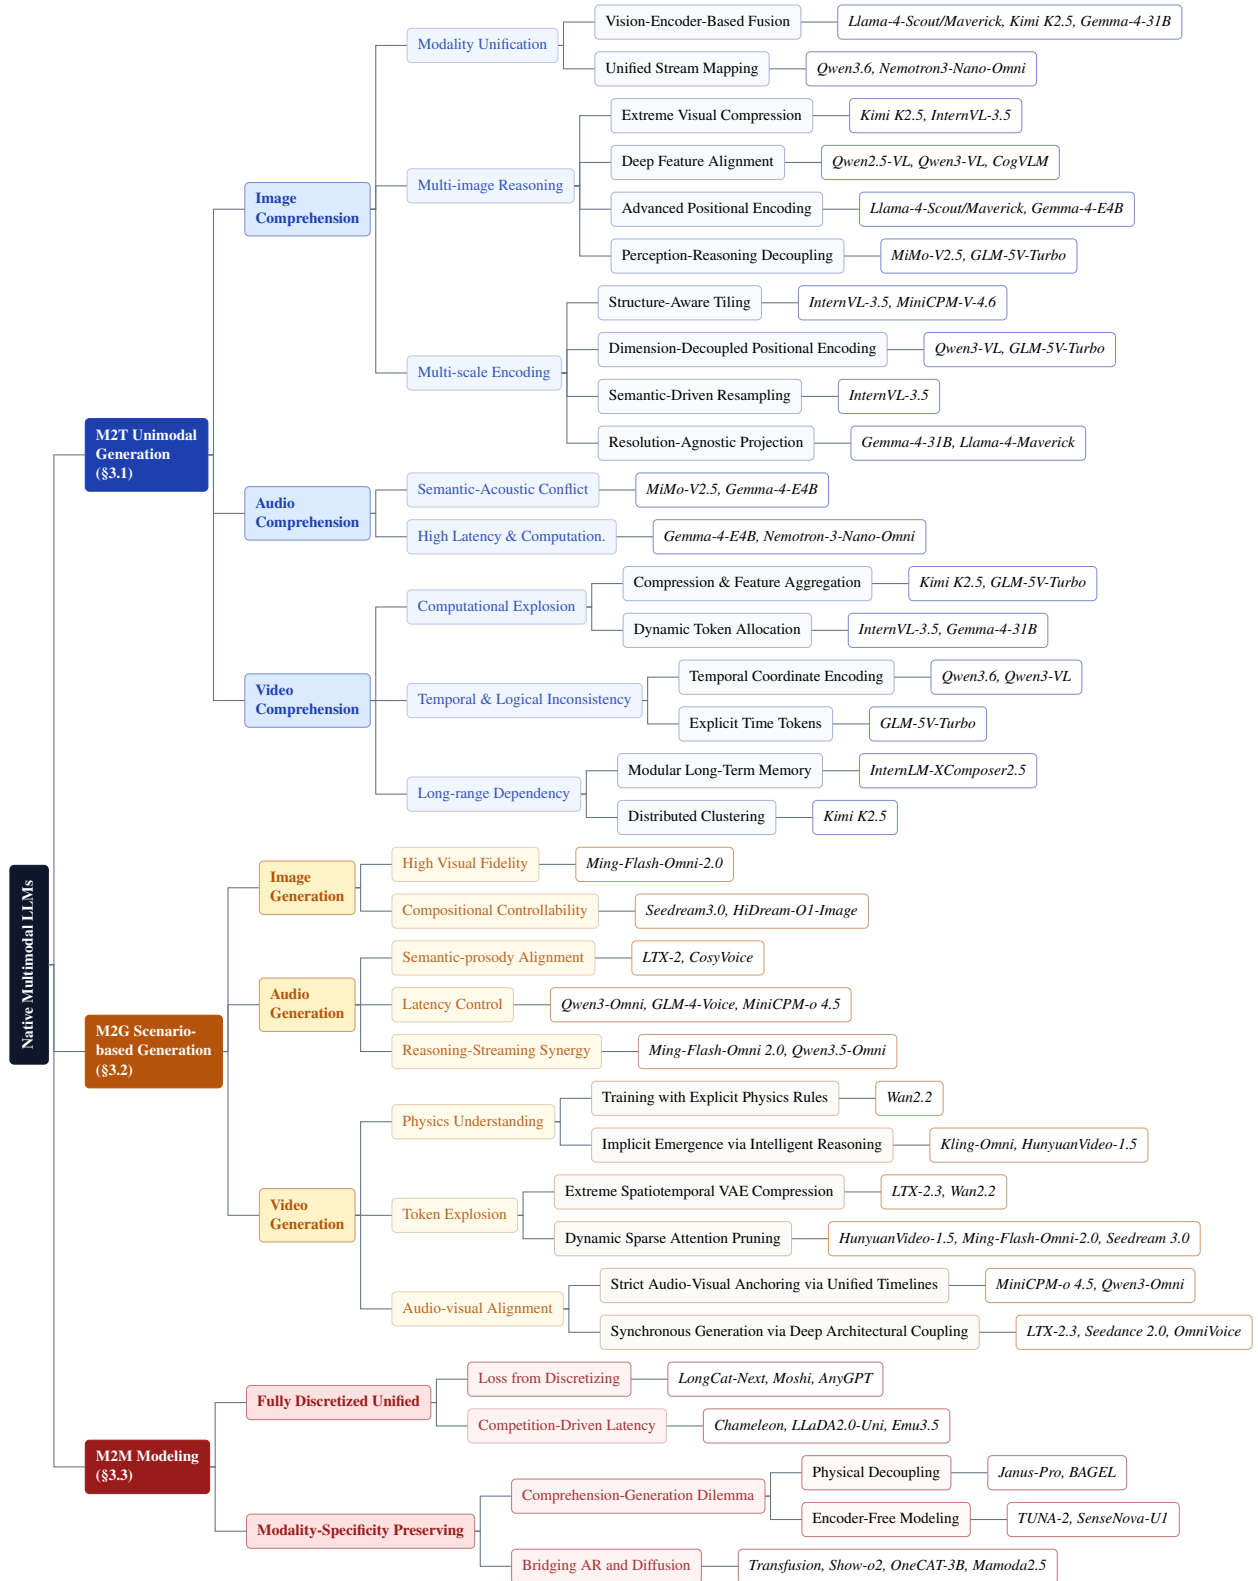 Native Multimodal LLMs
M2T Unimodal
Generation
(§3.1)
Image
Comprehension
Modality Unification
Vision-Encoder-Based Fusion
Llama-4-Scout/Maverick, Kimi K2.5, Gemma-4-31B
Unified Stream Mapping
Qwen3.6, Nemotron3-Nano-Omni
Multi-image Reasoning
Extreme Visual Compression
Kimi K2.5, InternVL-3.5
Deep Feature Alignment
Qwen2.5-VL, Qwen3-VL, CogVLM
Advanced Positional Encoding
Llama-4-Scout/Maverick, Gemma-4-E4B
Perception-Reasoning Decoupling
MiMo-V2.5, GLM-5V-Turbo
Multi-scale Encoding
Structure-Aware Tiling
InternVL-3.5, MiniCPM-V-4.6
Dimension-Decoupled Positional Encoding
Qwen3-VL, GLM-5V-Turbo
Semantic-Driven Resampling
InternVL-3.5
Resolution-Agnostic Projection
Gemma-4-31B, Llama-4-Maverick
Audio
Comprehension
Semantic-Acoustic Conflict
MiMo-V2.5, Gemma-4-E4B
High Latency & Computation.
Gemma-4-E4B, Nemotron-3-Nano-Omni
Video
Comprehension
Computational Explosion
Compression & Feature Aggregation
Kimi K2.5, GLM-5V-Turbo
Dynamic Token Allocation
InternVL-3.5, Gemma-4-31B
Temporal & Logical Inconsistency
Temporal Coordinate Encoding
Qwen3.6, Qwen3-VL
Explicit Time Tokens
GLM-5V-Turbo
Long-range Dependency
Modular Long-Term Memory
InternLM-XComposer2.5
Distributed Clustering
Kimi K2.5
M2G Scenario-
based Generation
(§3.2)
Image
Generation
High Visual Fidelity
Ming-Flash-Omni-2.0
Compositional Controllability
Seedream3.0, HiDream-O1-Image
Audio
Generation
Semantic-prosody Alignment
LTX-2, CosyVoice
Latency Control
Qwen3-Omni, GLM-4-Voice, MiniCPM-o 4.5
Reasoning-Streaming Synergy
Ming-Flash-Omni 2.0, Qwen3.5-Omni
Video
Generation
Physics Understanding
Training with Explicit Physics Rules
Wan2.2
Implicit Emergence via Intelligent Reasoning
Kling-Omni, HunyuanVideo-1.5
Token Explosion
Extreme Spatiotemporal VAE Compression
LTX-2.3, Wan2.2
Dynamic Sparse Attention Pruning
HunyuanVideo-1.5, Ming-Flash-Omni-2.0, Seedream 3.0
Audio-visual Alignment
Strict Audio-Visual Anchoring via Unified Timelines
MiniCPM-o 4.5, Qwen3-Omni
Synchronous Generation via Deep Architectural Coupling
LTX-2.3, Seedance 2.0, OmniVoice
M2M Modeling
(§3.3)
Fully Discretized Unified
Loss from Discretizing
LongCat-Next, Moshi, AnyGPT
Competition-Driven Latency
Chameleon, LLaDA2.0-Uni, Emu3.5
Modality-Specificity Preserving
Comprehension-Generation Dilemma
Physical Decoupling
Janus-Pro, BAGEL
Encoder-Free Modeling
TUNA-2, SenseNova-U1
Bridging AR and Diffusion
Transfusion, Show-o2, OneCAT-3B, Mamoda2.5